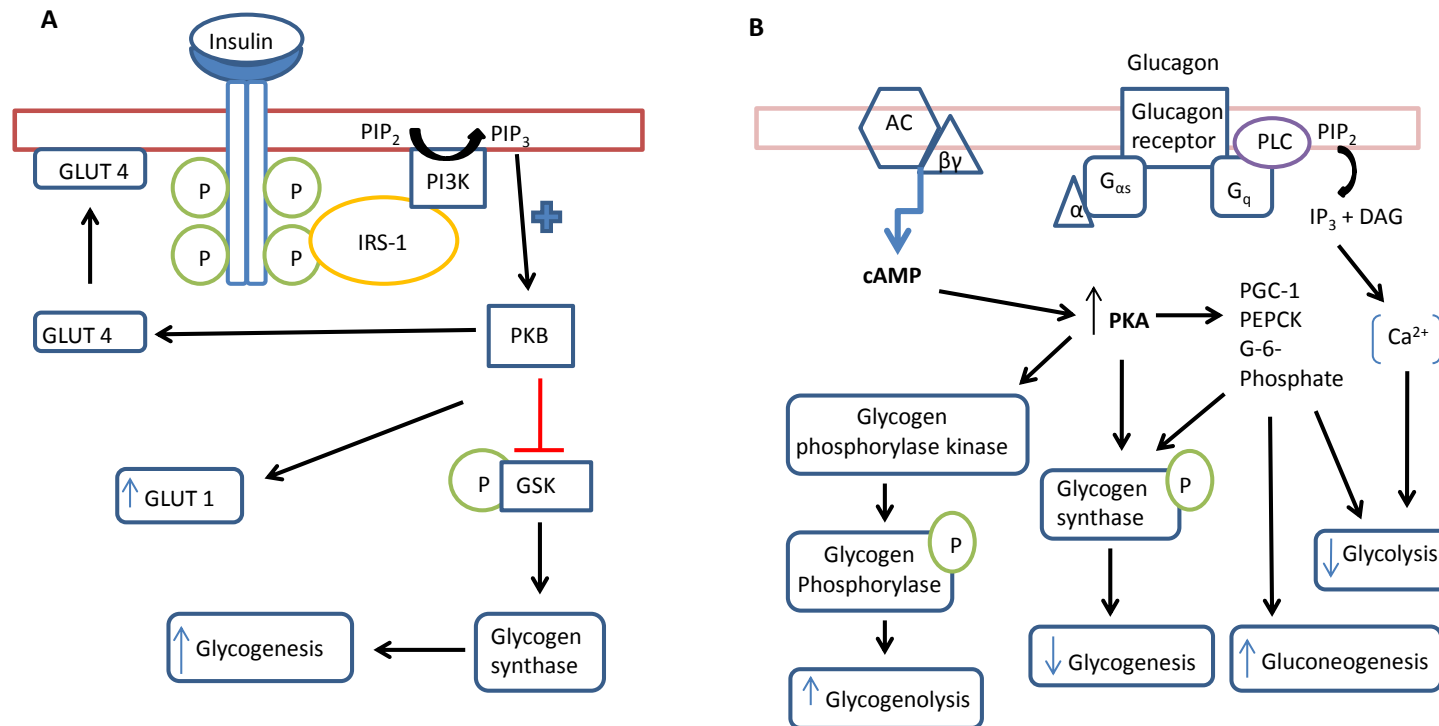 A
Insulin
PIP2
PIP3
GLUT 4
P
P
PI3K
P
P
IRS-1
GLUT 4
PKB
GLUT 1
P
GSK
Glycogenesis
Glycogen
synthase
B
Glucagon
AC
βγ
Glucagon
receptor
PLC
PIP2
Gαs
α
Gq
IP3 + DAG
cAMP
PKA
PGC-1
PEPCK
G-6-
Phosphate
Ca2+
Glycogen
phosphorylase kinase
Glycogen
synthase
P
Glycogen
Phosphorylase
P
Glycolysis
Glycogenesis
Gluconeogenesis
Glycogenolysis